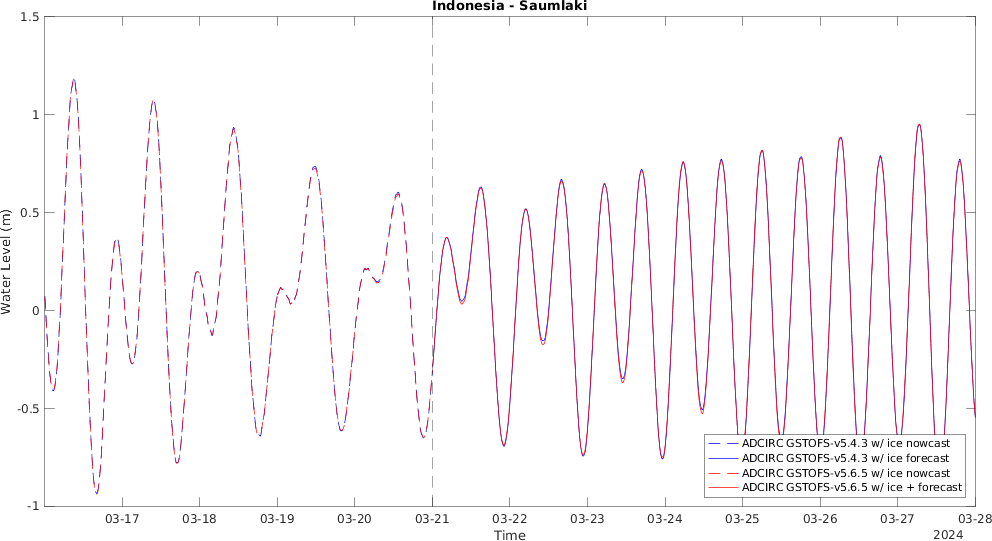 Indonesia - Saumlaki
1.5
1
0.5
0
-0.5
-1
Water Level (m)
ADCIRC GSTOFS-v5.4.3 w/ ice nowcast
ADCIRC GSTOFS-v5.4.3 w/ ice forecast
ADCIRC GSTOFS-v5.6.5 w/ ice nowcast
ADCIRC GSTOFS-v5.6.5 w/ ice + forecast
03-17 03-18 03-19 03-20 03-21 03-22 03-23 03-24 03-25 03-26 03-27 03-28
Time
2024